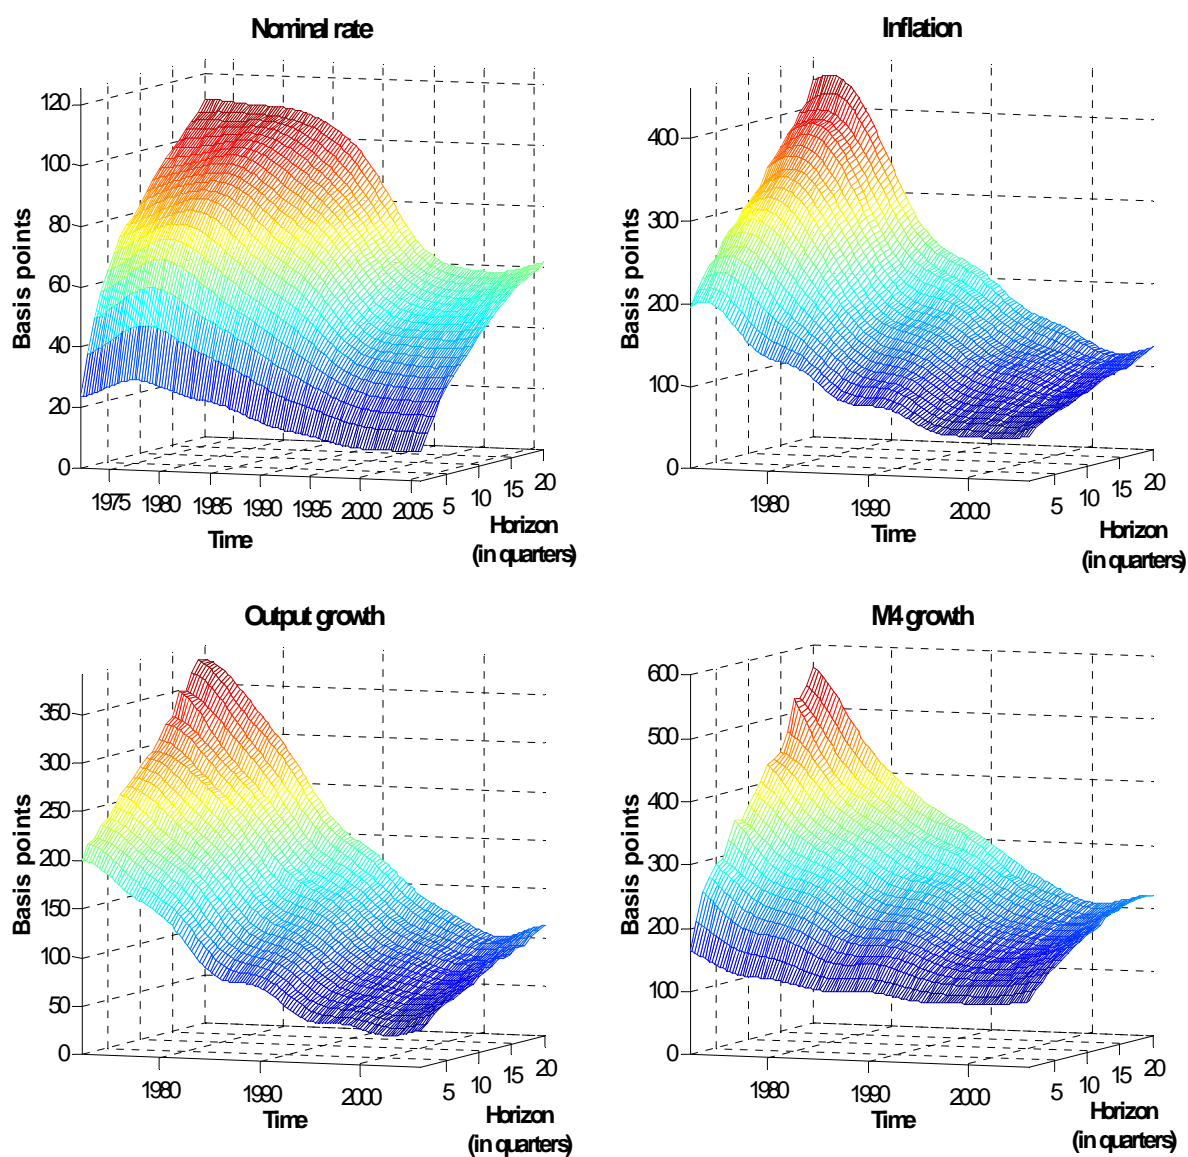 Nominal rate
Basis points
120
100
80
60
40
20
0
1975 1980 1985 1990 1995 2000 2005
Time
5 10 15 20
Horizon
(in quarters)
Inflation
Basis points
400
300
200
100
0
1980 1990 2000
Time
5 10 15 20
Horizon
(in quarters)
Output growth
Basis points
350
300
250
200
150
100
50
0
1980 1990 2000
Time
5 10 15 20
Horizon
(in quarters)
M4 growth
Basis points
600
500
400
300
200
100
0
1980 1990 2000
Time
5 10 15 20
Horizon
(in quarters)